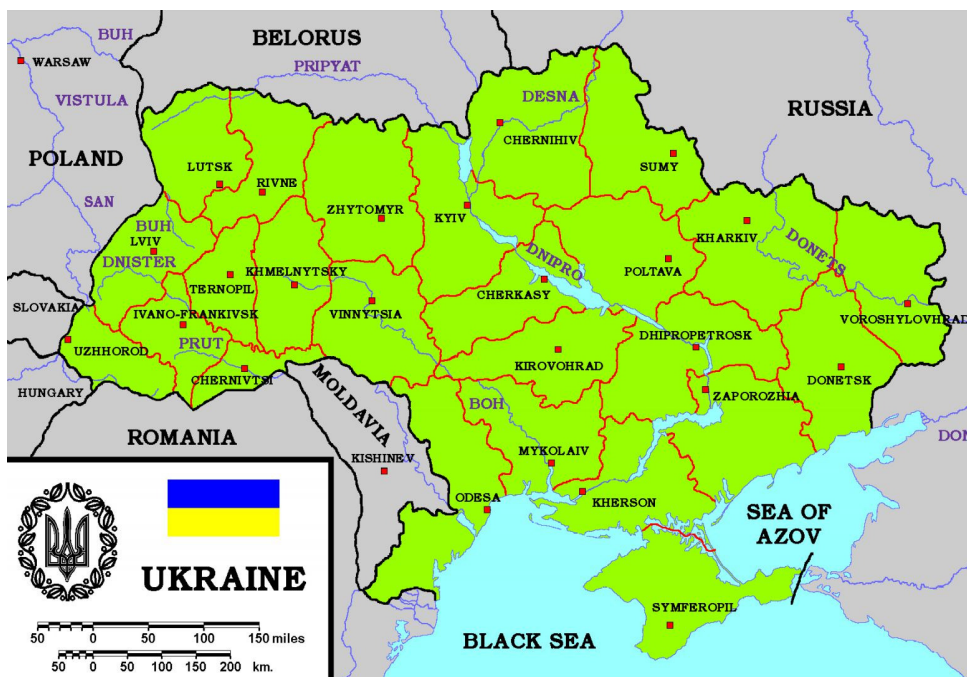 BUH
BELORUS
WARSAW
PRIPYAT
VISTULA
DESNA
RUSSIA
CHERNIHIV
POLAND
LUTSK
SUMY
RIVNE
SAN
ZHYTOMYR
KYIV
BUH
KHARKIV
LVIV
DONETS
DNISTER
DNIPRO
POLTAVA
KHMELNYTSKY
TERNOPIL
CHERKASY
SLOVAKIA
IVANO-FRANKIVSK
VINNYTSIA
VOROSHYLOVHRAD
DHIPROPETROSK
PRUT
UZHHOROD
KIROVOHRAD
CHERNIVTSI
DONETSK
HUNGARY
MOLDAVIA
ZAPOROZHIA
BOH
ROMANIA
DON
MYKOLAIV
KISHINEV
ODESA
KHERSON
SEA OF
AZOV
UKRAINE
SYMFEROPIL
50 0 50 100 150 miles
BLACK SEA
50 0 50 100 150 200 km.